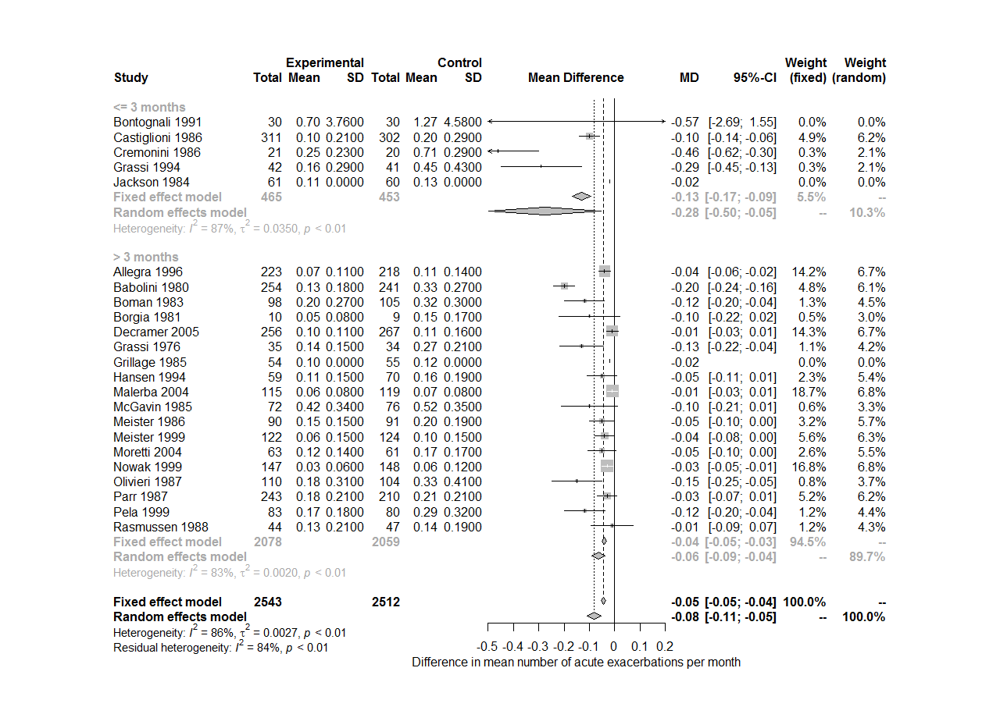 Experimental Control Weight Weight
Study Total Mean SD Total Mean SD Mean Difference MD 95%-CI (fixed) (random)
<= 3 months
Bontognali 1991 30 0.70 3.7600 30 1.27 4.5800 -0.57 [-2.69; 1.55] 0.0% 0.0%
Castiglioni 1986 311 0.10 0.2100 302 0.20 0.2900 -0.10 [-0.14; -0.06] 4.9% 6.2%
Cremonini 1986 21 0.25 0.2300 20 0.71 0.2900 -0.46 [-0.62; -0.30] 0.3% 2.1%
Grassi 1994 42 0.16 0.2900 41 0.45 0.4300 -0.29 [-0.45; -0.13] 0.3% 2.1%
Jackson 1984 61 0.11 0.0000 60 0.13 0.0000 -0.02 0.0% 0.0%
Fixed effect model 465 453 -0.13 [-0.17; -0.09] 5.5% --
Random effects model -0.28 [-0.50; -0.05] -- 10.3%
Heterogeneity: I² = 87%, τ² = 0.0350, p < 0.01
> 3 months
Allegra 1996 223 0.07 0.1100 218 0.11 0.1400 -0.04 [-0.06; -0.02] 14.2% 6.7%
Babolini 1980 254 0.13 0.1800 241 0.33 0.2700 -0.20 [-0.24; -0.16] 4.8% 6.1%
Boman 1983 98 0.20 0.2700 105 0.32 0.3000 -0.12 [-0.20; -0.04] 1.3% 4.5%
Borgia 1981 10 0.05 0.0800 9 0.15 0.1700 -0.10 [-0.22; 0.02] 0.5% 3.0%
Decramer 2005 256 0.10 0.1100 267 0.11 0.1600 -0.01 [-0.03; 0.01] 14.3% 6.7%
Grassi 1976 35 0.14 0.1500 34 0.27 0.2100 -0.13 [-0.22; -0.04] 1.1% 4.2%
Grillage 1985 54 0.10 0.0000 55 0.12 0.0000 -0.02 0.0% 0.0%
Hansen 1994 59 0.11 0.1500 70 0.16 0.1900 -0.05 [-0.11; 0.01] 2.3% 5.4%
Malerba 2004 115 0.06 0.0800 119 0.07 0.0800 -0.01 [-0.03; 0.01] 18.7% 6.8%
McGavin 1985 72 0.42 0.3400 76 0.52 0.3500 -0.10 [-0.21; 0.01] 0.6% 3.3%
Meister 1986 90 0.15 0.1500 91 0.20 0.1900 -0.05 [-0.10; 0.00] 3.2% 5.7%
Meister 1999 122 0.06 0.1500 124 0.10 0.1500 -0.04 [-0.08; 0.00] 5.6% 6.3%
Moretti 2004 63 0.12 0.1400 61 0.17 0.1700 -0.05 [-0.10; 0.00] 2.6% 5.5%
Nowak 1999 147 0.03 0.0600 148 0.06 0.1200 -0.03 [-0.05; -0.01] 16.8% 6.8%
Olivieri 1987 110 0.18 0.3100 104 0.33 0.4100 -0.15 [-0.25; -0.05] 0.8% 3.7%
Parr 1987 243 0.18 0.2100 210 0.21 0.2100 -0.03 [-0.07; 0.01] 5.2% 6.2%
Pela 1999 83 0.17 0.1800 80 0.29 0.3200 -0.12 [-0.20; -0.04] 1.2% 4.4%
Rasmussen 1988 44 0.13 0.2100 47 0.14 0.1900 -0.01 [-0.09; 0.07] 1.2% 4.3%
Fixed effect model 2078 2059 -0.04 [-0.05; -0.03] 94.5% --
Random effects model -0.06 [-0.09; -0.04] -- 89.7%
Heterogeneity: I² = 83%, τ² = 0.0020, p < 0.01
Fixed effect model 2543 2512 -0.05 [-0.05; -0.04] 100.0% --
Random effects model -0.08 [-0.11; -0.05] -- 100.0%
Heterogeneity: I² = 86%, τ² = 0.0027, p < 0.01
Residual heterogeneity: I² = 84%, p < 0.01
-0.5 -0.4 -0.3 -0.2 -0.1 0 0.1 0.2
Difference in mean number of acute exacerbations per month